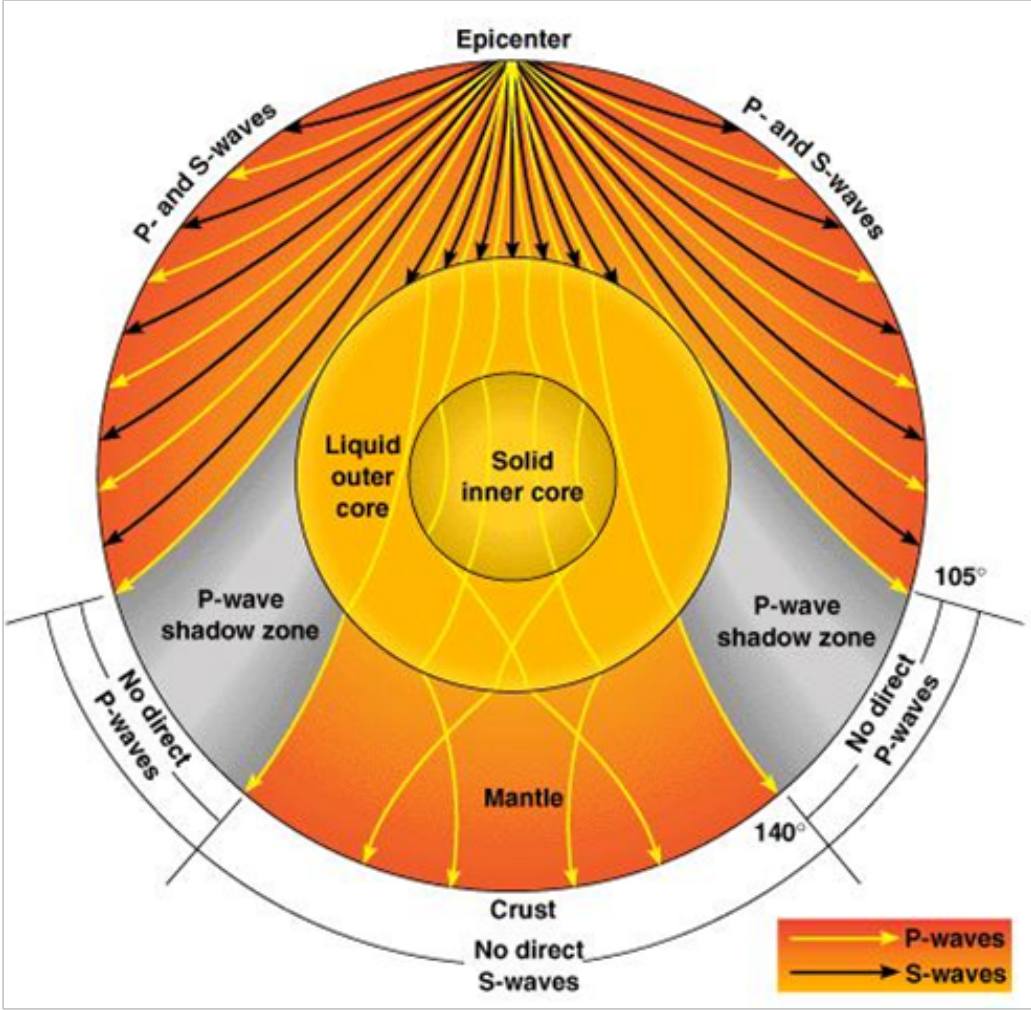 Epicenter
P- and S-waves
P- and S-waves
Liquid
outer
core
Solid
inner core
P-wave
shadow zone
P-wave
shadow zone
105°
No direct
P-waves
No direct
P-waves
Mantle
140°
Crust
No direct
S-waves
P-waves
S-waves